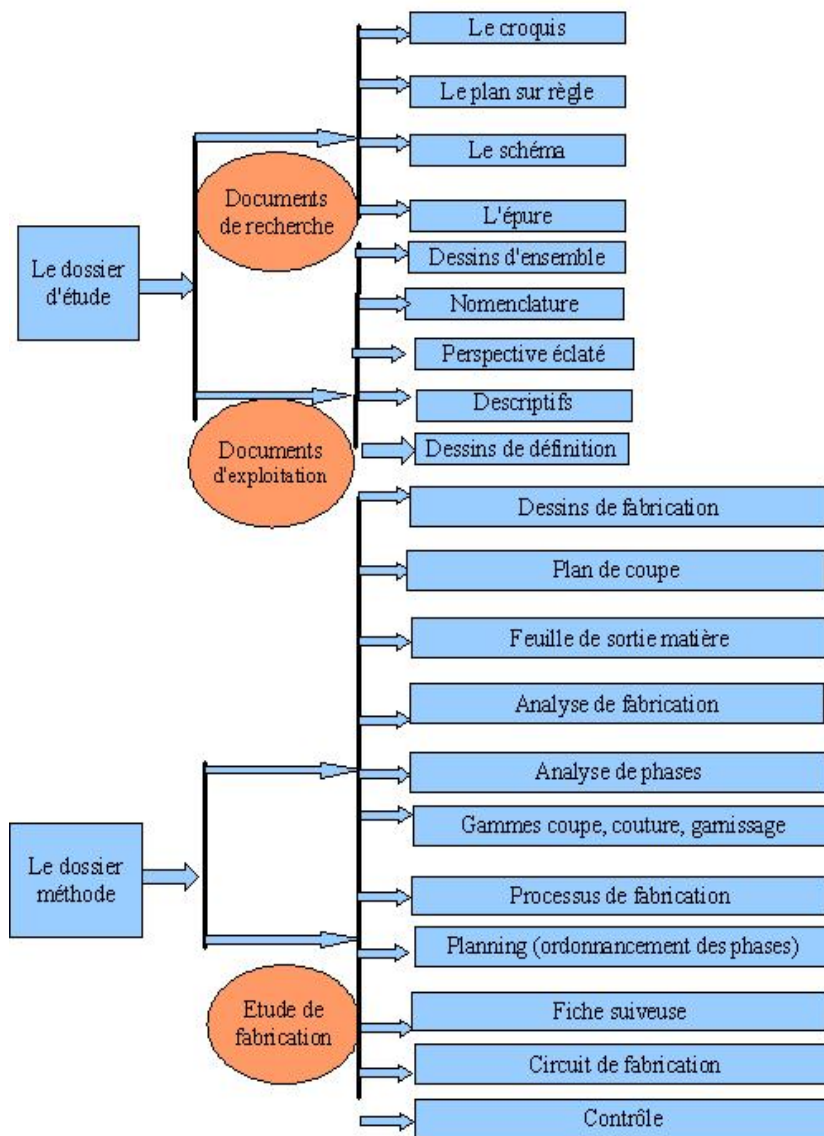 Le croquis
Le plan sur règle
Le schéma
Documents
de recherche
L'épure
Le dossier
d'étude
Dessins d'ensemble
Nomenclature
Perspective éclaté
Descriptifs
Documents
d'exploitation
Dessins de définition
Dessins de fabrication
Plan de coupe
Feuille de sortie matière
Analyse de fabrication
Analyse de phases
Gammes coupe, couture, garnissage
Le dossier
méthode
Processus de fabrication
Planning (ordonnancement des phases)
Etude de
fabrication
Fiche suiveuse
Circuit de fabrication
Contrôle